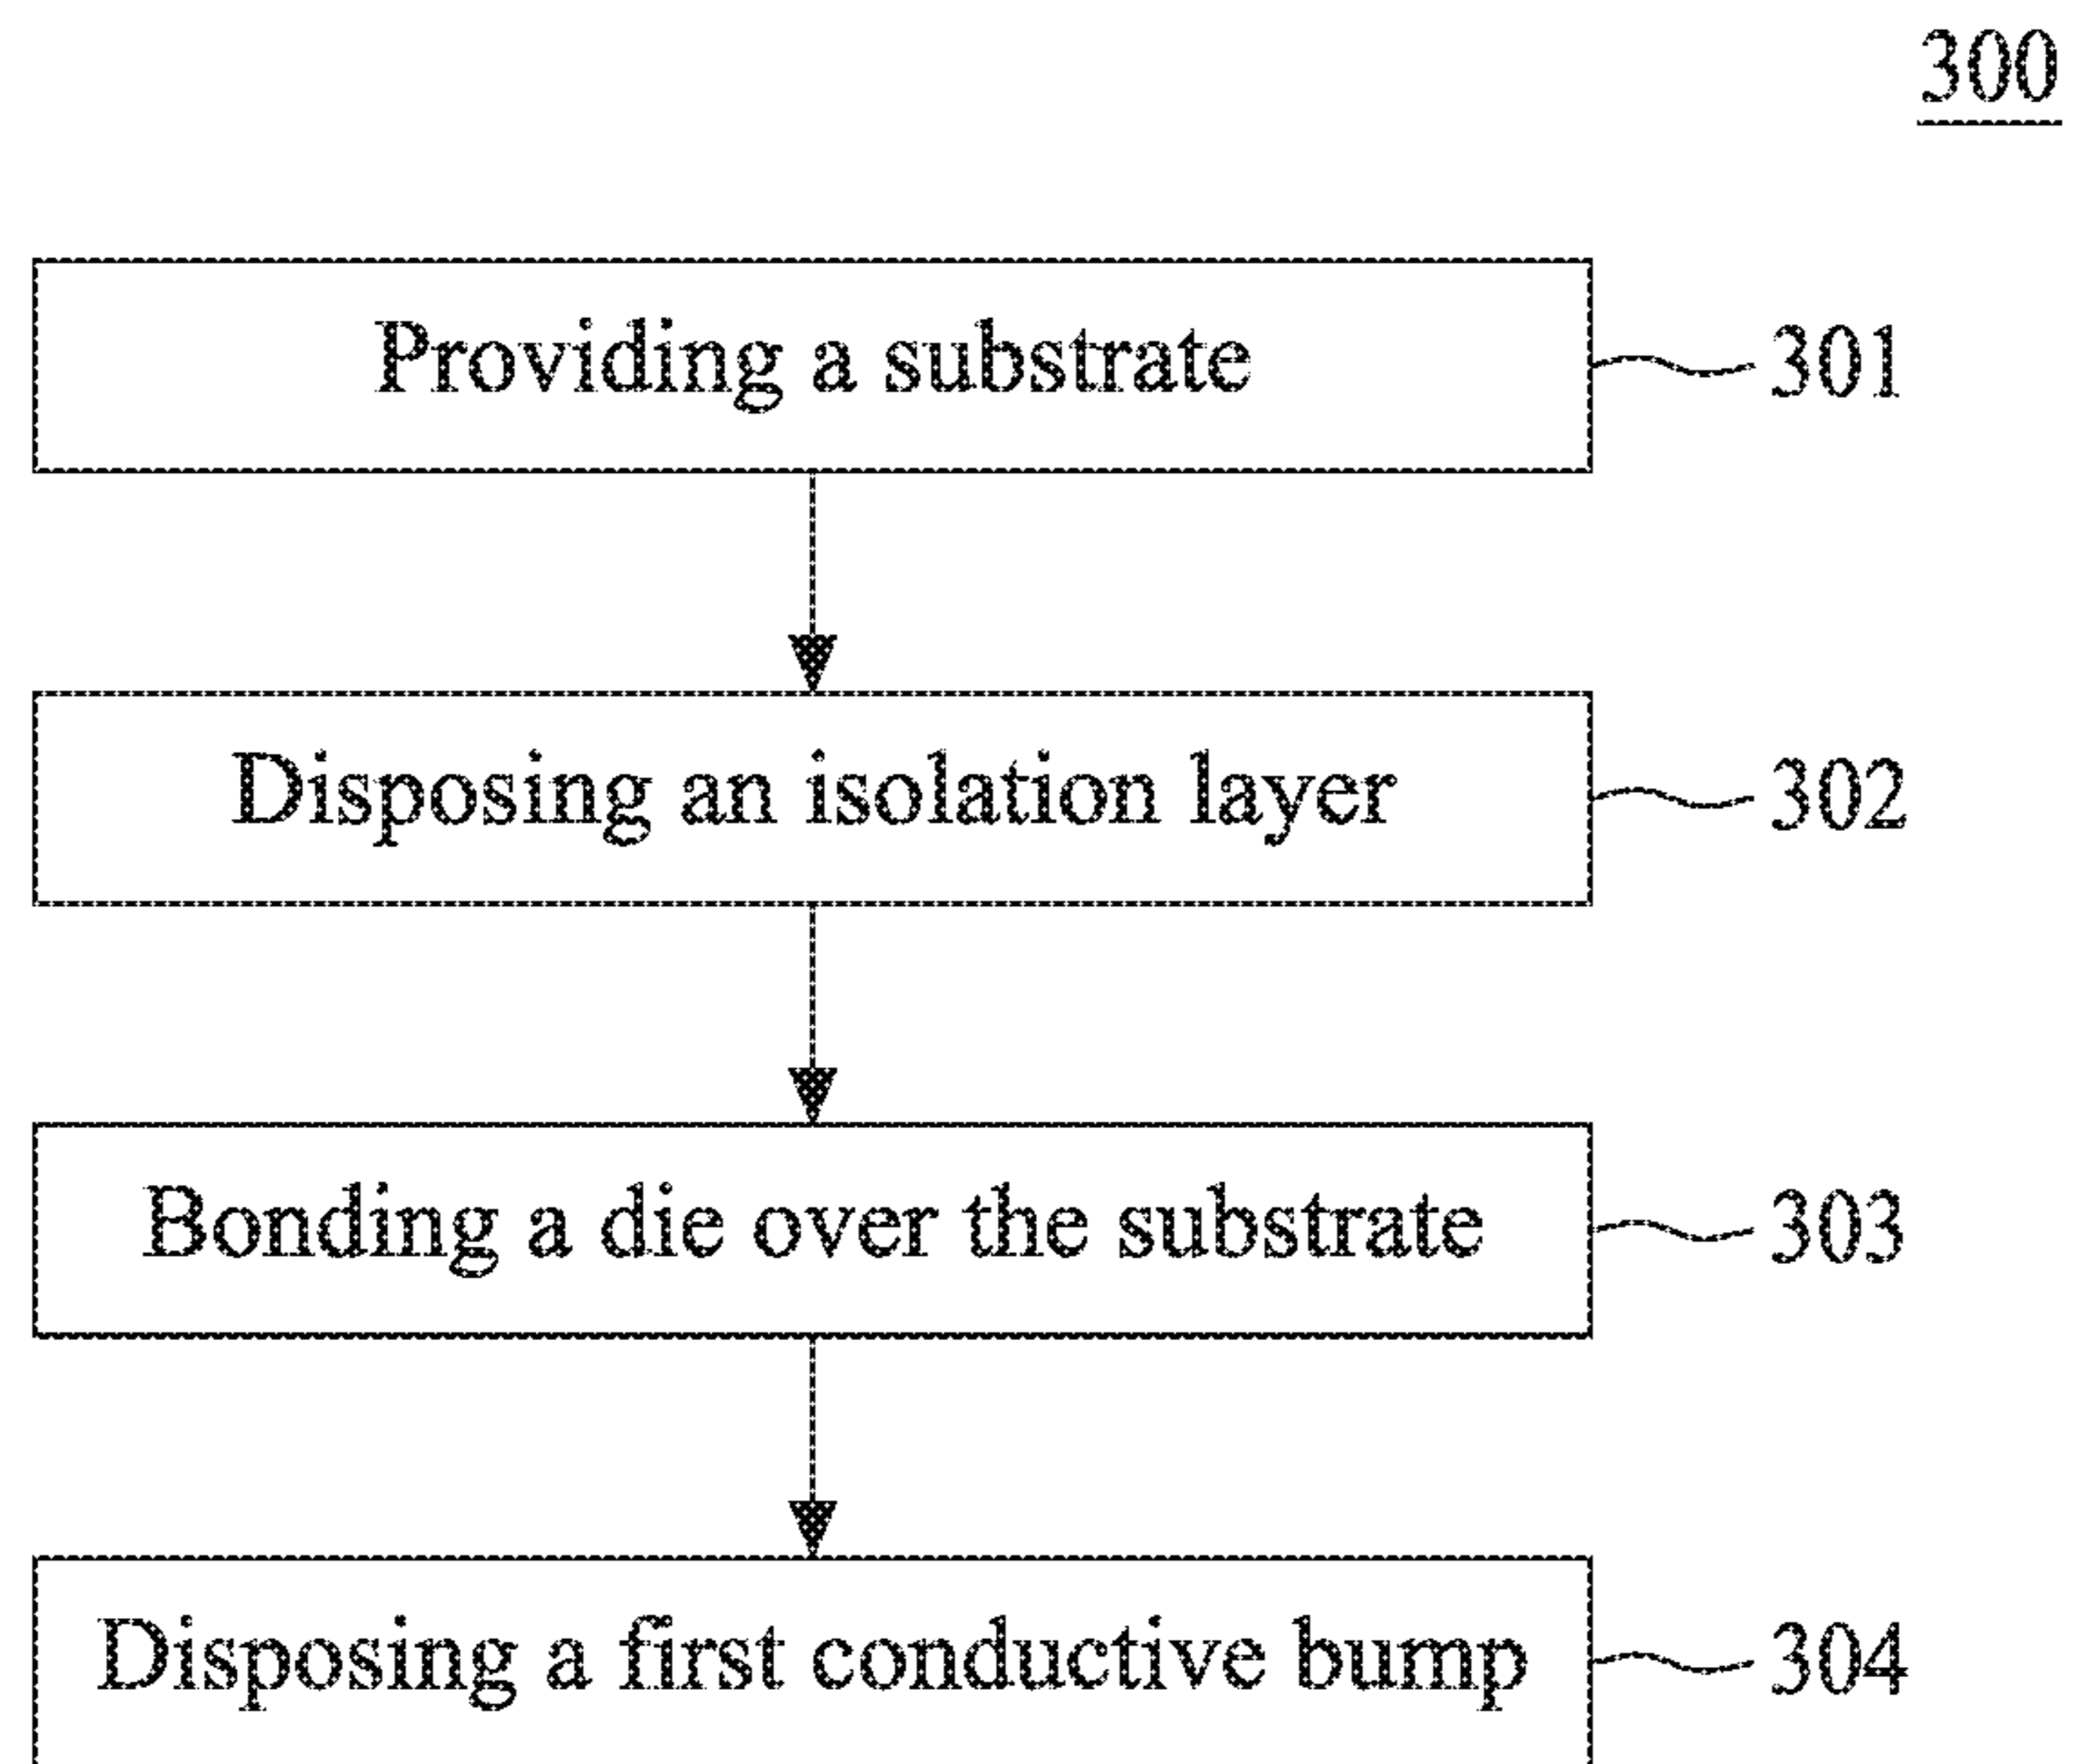 300
Providing a substrate
301
Disposing an isolation layer
302
Bonding a die over the substrate
303
Disposing a first conductive bump
304